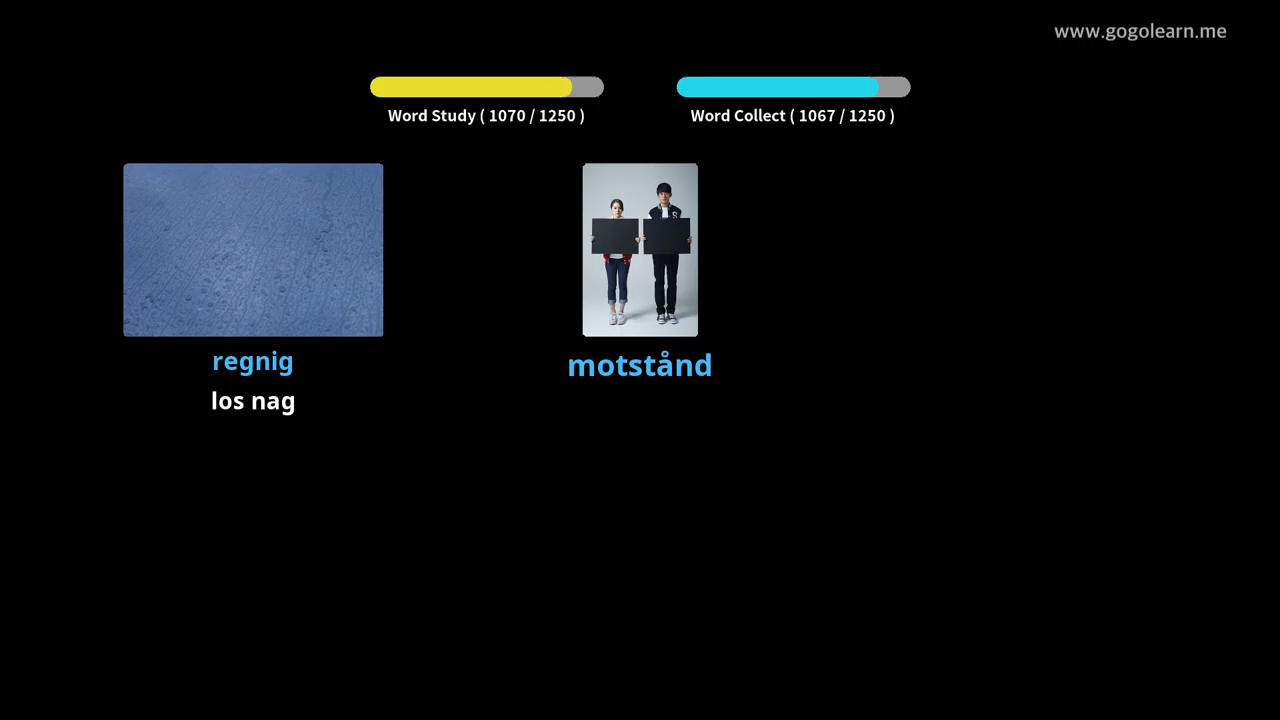 www.gogolearn.me
Word Study ( 1070 / 1250 )
Word Collect ( 1067 / 1250 )
regnig
los nag
motstånd